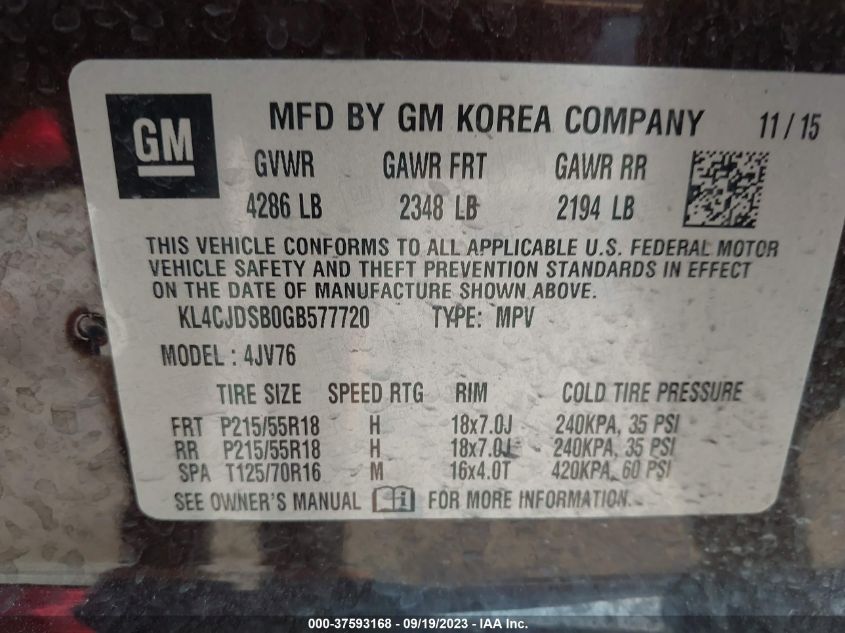 GM
MFD BY GM KOREA COMPANY 11/15
GVWR GAWR FRT GAWR RR
4286 LB 2348 LB 2194 LB
THIS VEHICLE CONFORMS TO ALL APPLICABLE U.S. FEDERAL MOTOR
VEHICLE SAFETY AND THEFT PREVENTION STANDARDS IN EFFECT
ON THE DATE OF MANUFACTURE SHOWN ABOVE.
KL4CJDSB0GB577720 TYPE: MPV
MODEL: 4JV76
TIRE SIZE SPEED RTG RIM COLD TIRE PRESSURE
FRT P215/55R18 H 18x7.0J 240KPA, 35 PSI
RR P215/55R18 H 18x7.0J 240KPA, 35 PSI
SPA T125/70R16 M 16x4.0T 420KPA, 60 PSI
SEE OWNER'S MANUAL FOR MORE INFORMATION.
000-37593168 - 09/19/2023 - IAA Inc.